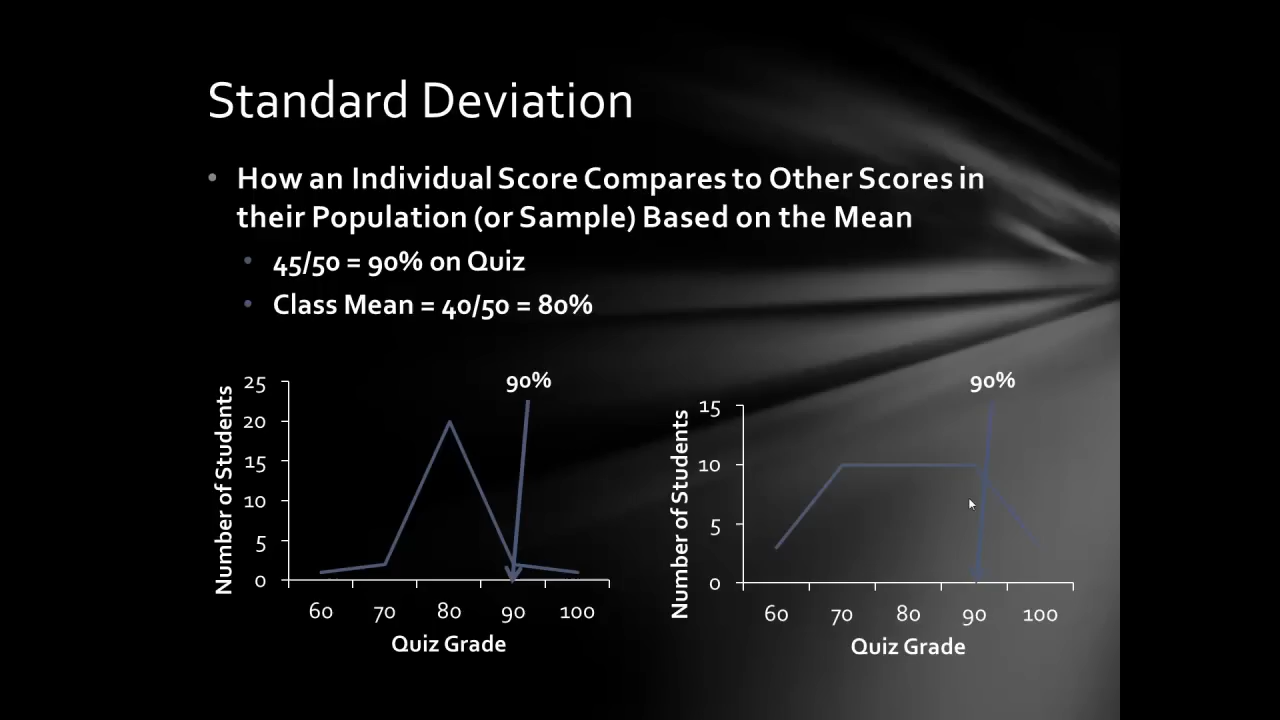 Standard Deviation
• How an Individual Score Compares to Other Scores in
their Population (or Sample) Based on the Mean
• 45/50 = 90% on Quiz
• Class Mean = 40/50 = 80%
Number of Students
25
20
15
10
5
0
90%
60 70 80 90 100
Quiz Grade
Number of Students
15
10
5
0
90%
60 70 80 90 100
Quiz Grade